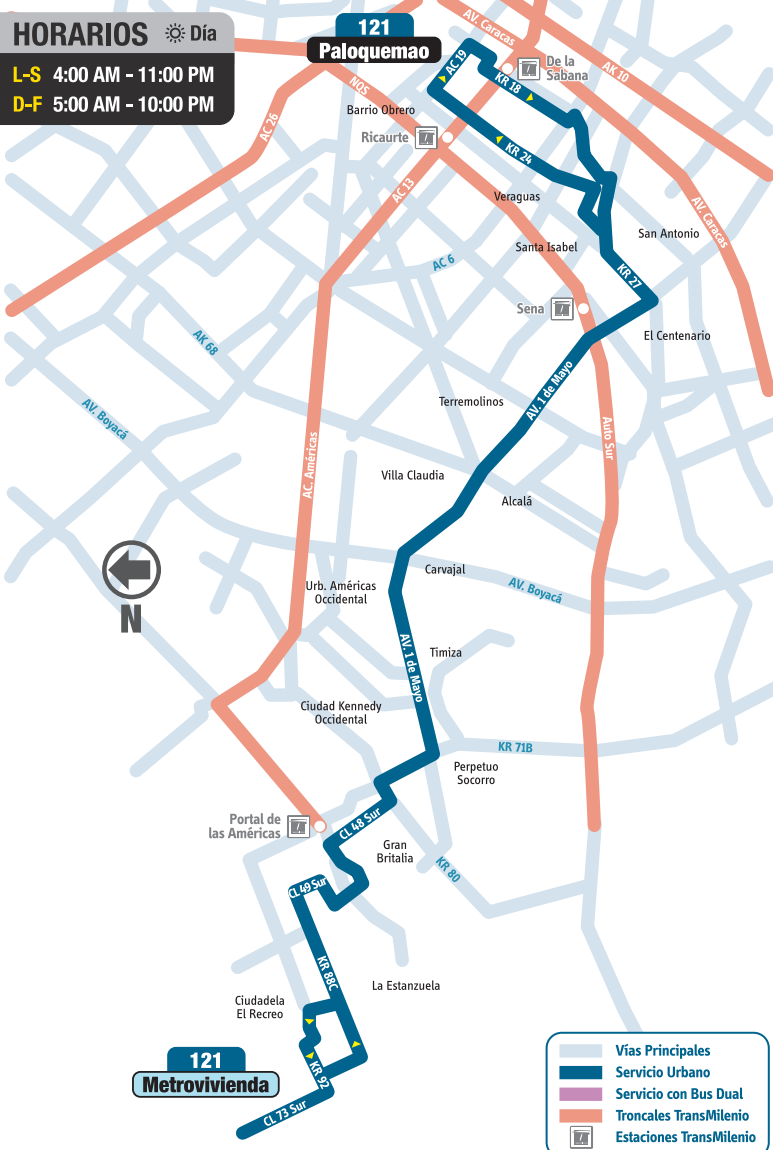 HORARIOS Día
L-S 4:00 AM - 11:00 PM
D-F 5:00 AM - 10:00 PM
121
Paloquemao
AV. Caracas
AK 10
De la
Sabana
AC 19
KR 18
NQS
Barrio Obrero
Ricaurte
AC 26
KR 24
AC 13
Veraguas
AV. Caracas
San Antonio
Santa Isabel
AC 6
KR 27
Sena
El Centenario
AK 68
AV. 1 de Mayo
Terremolinos
AV. Boyacá
Auto Sur
AC. Américas
Villa Claudia
Alcalá
Carvajal
N
Urb. Américas
Occidental
AV. Boyacá
AV. 1 de Mayo
Timiza
Ciudad Kennedy
Occidental
KR 71B
Perpetuo
Socorro
Portal de
las Américas
CL 48 Sur
Gran
Britalia
KR 80
CL 49 Sur
KR 88C
La Estanzuela
Ciudadela
El Recreo
121
Metrovivienda
KR 92
CL 73 Sur
Vías Principales
Servicio Urbano
Servicio con Bus Dual
Troncales TransMilenio
Estaciones TransMilenio